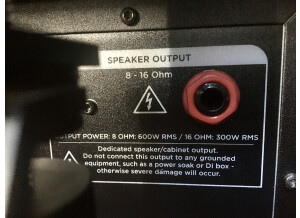 SPEAKER OUTPUT
8 - 16 Ohm
OUTPUT POWER: 8 OHM: 600W RMS / 16 OHM: 300W RMS
Dedicated speaker/cabinet output.
Do not connect this output to any grounded
equipment, such as a power soak or Di box -
otherwise severe damage will occur.